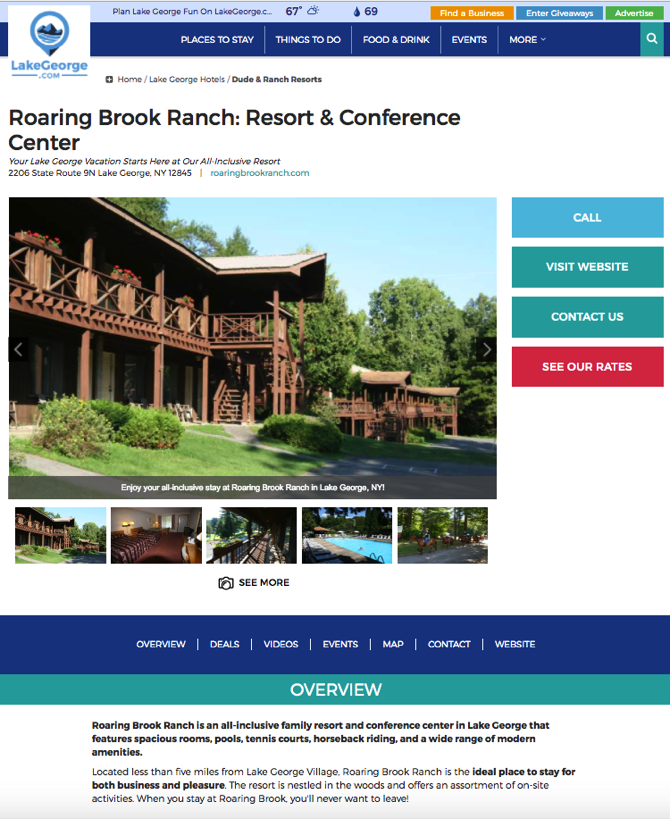 Plan Lake George Fun On LakeGeorge.c... 67° 69 Find a Business Enter Giveaways Advertise
LakeGeorge
.COM
PLACES TO STAY THINGS TO DO FOOD & DRINK EVENTS MORE
Home / Lake George Hotels / Dude & Ranch Resorts
Roaring Brook Ranch: Resort & Conference
Center
Your Lake George Vacation Starts Here at Our All-Inclusive Resort
2206 State Route 9N Lake George, NY 12845 | roaringbrookranch.com
CALL
VISIT WEBSITE
CONTACT US
SEE OUR RATES
Enjoy your all-inclusive stay at Roaring Brook Ranch in Lake George, NY!
SEE MORE
OVERVIEW | DEALS | VIDEOS | EVENTS | MAP | CONTACT | WEBSITE
OVERVIEW
Roaring Brook Ranch is an all-inclusive family resort and conference center in Lake George that
features spacious rooms, pools, tennis courts, horseback riding, and a wide range of modern
amenities.
Located less than five miles from Lake George Village, Roaring Brook Ranch is the ideal place to stay for
both business and pleasure. The resort is nestled in the woods and offers an assortment of on-site
activities. When you stay at Roaring Brook, you'll never want to leave!